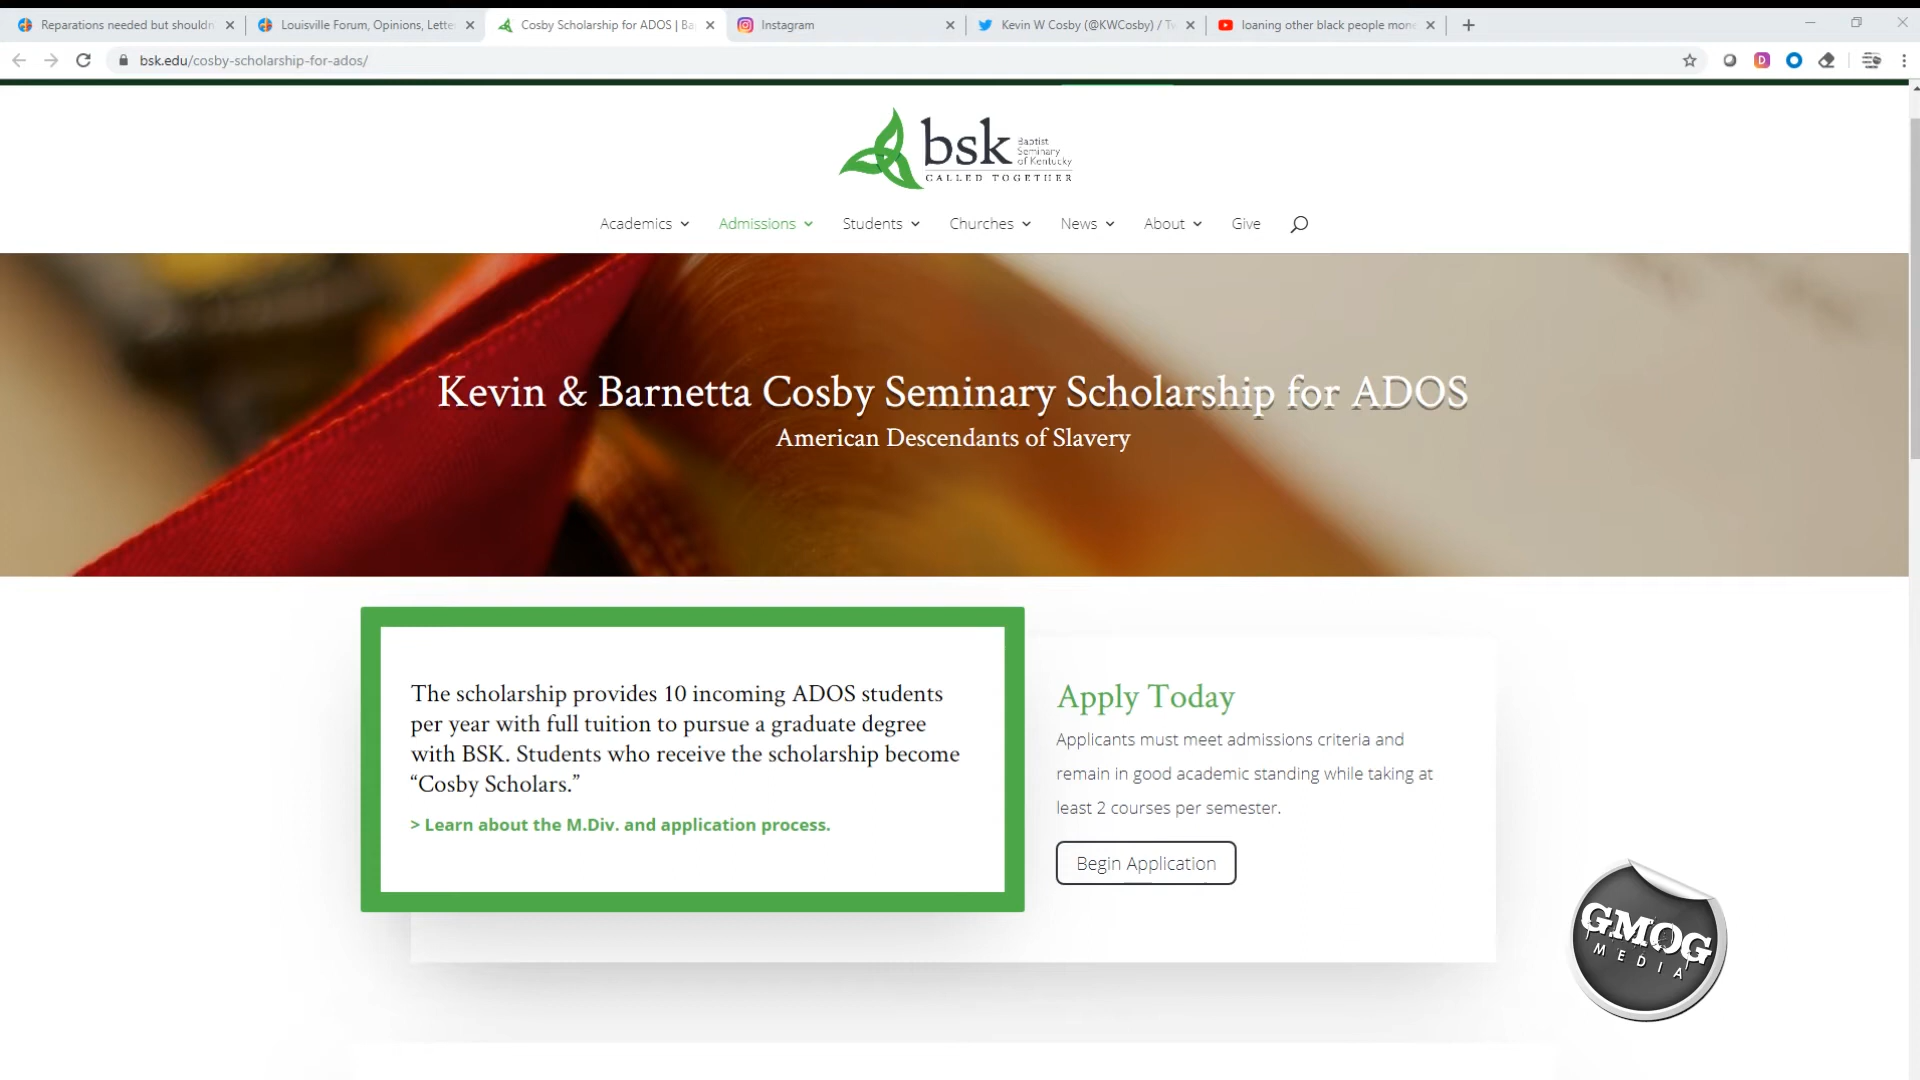 Reparations needed but shouldn
Louisville Forum, Opinions, Lette
Cosby Scholarship for ADOS | Ba
Instagram
Kevin W Cosby (@KWCosby) / Tw
loaning other black people mone
bsk.edu/cosby-scholarship-for-ados/
bsk
Baptist
Seminary
of Kentucky
CALLED TOGETHER
Academics
Admissions
Students
Churches
News
About
Give
Kevin & Barnetta Cosby Seminary Scholarship for ADOS
American Descendants of Slavery
The scholarship provides 10 incoming ADOS students
per year with full tuition to pursue a graduate degree
with BSK. Students who receive the scholarship become
“Cosby Scholars.”
> Learn about the M.Div. and application process.
Apply Today
Applicants must meet admissions criteria and
remain in good academic standing while taking at
least 2 courses per semester.
Begin Application
GMOG
MEDIA